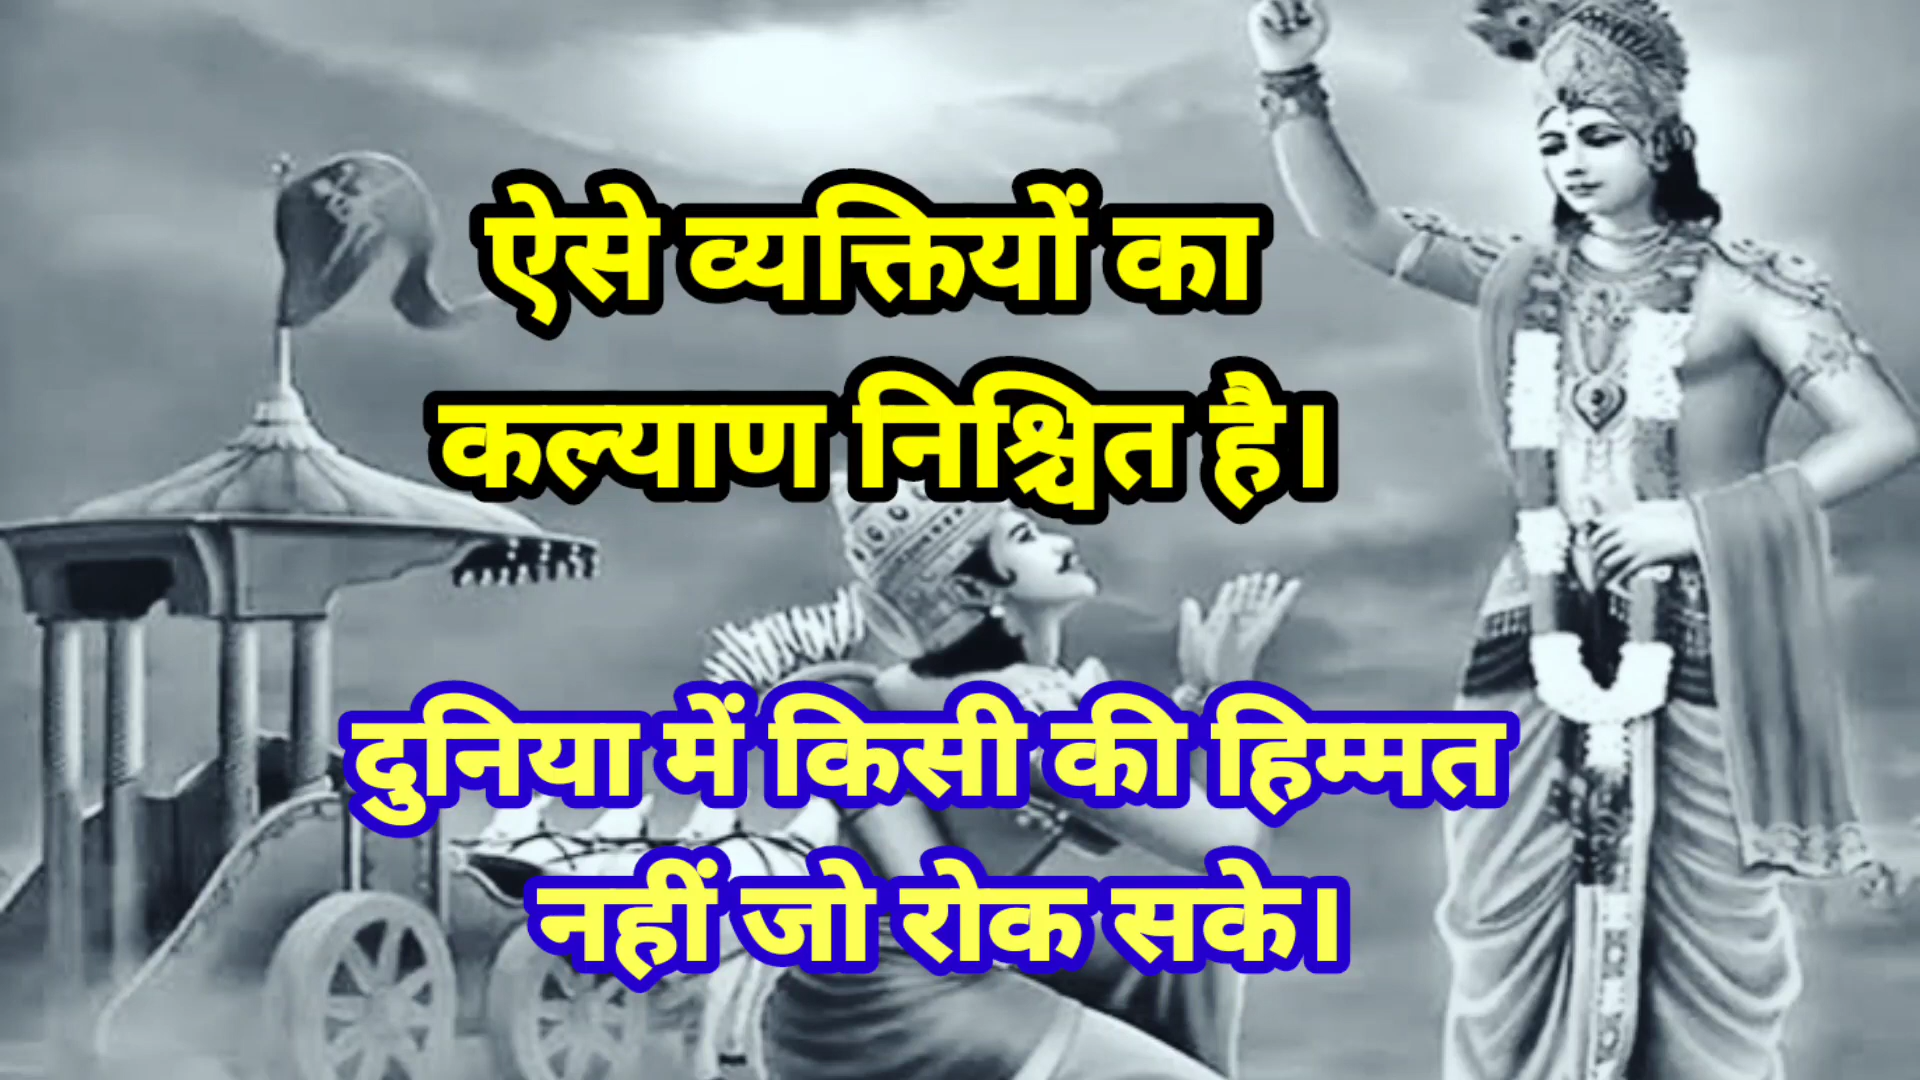 ऐसे व्यक्तियों का
कल्याण निश्चित है।
दुनिया में किसी की हिम्मत
नहीं जो रोक सके।